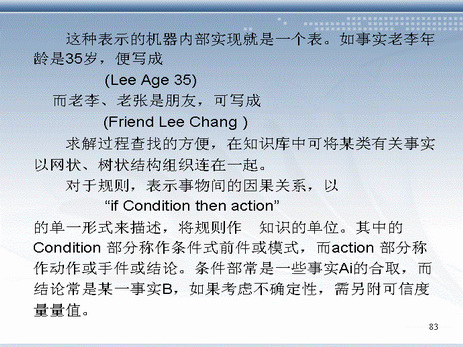 这种表示的机器内部实现就是一个表。如事实老李年
龄是35岁，便写成
(Lee Age 35)
而老李、老张是朋友，可写成
(Friend Lee Chang )
求解过程查找的方便，在知识库中可将某类有关事实
以网状、树状结构组织连在一起。
对于规则，表示事物间的因果关系，以
“if Condition then action”
的单一形式来描述，将规则作 知识的单位。其中的
Condition 部分称作条件式前件或模式，而action 部分称
作动作或手件或结论。条件部常是一些事实Ai的合取，而
结论常是某一事实B，如果考虑不确定性，需另附可信度
量量值。
83